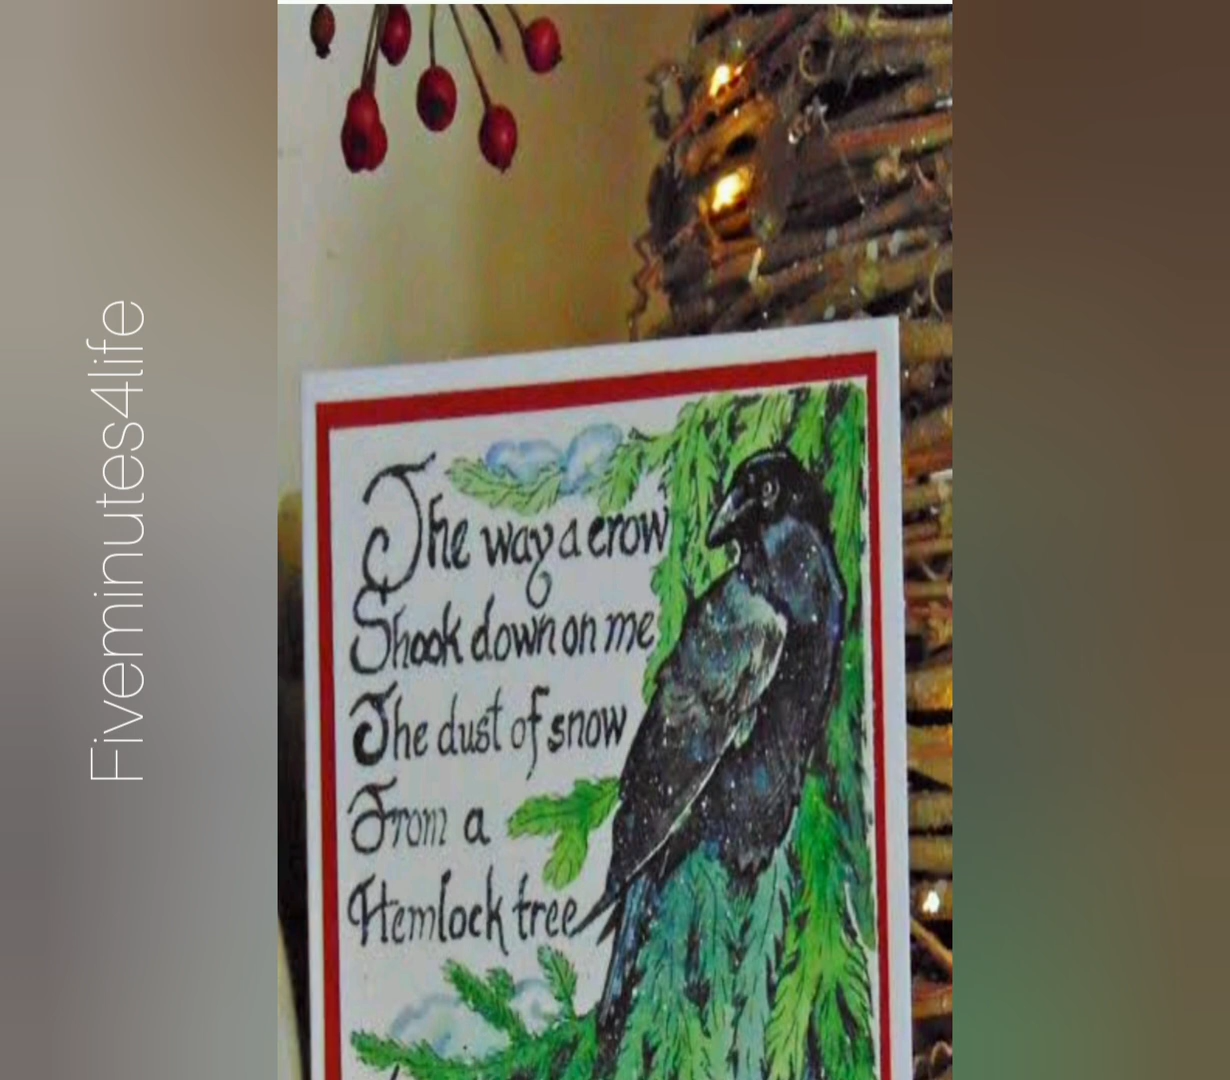 Fiveminutes4life
The way a crow
Shook down on me
The dust of snow
From a
Hemlock tree